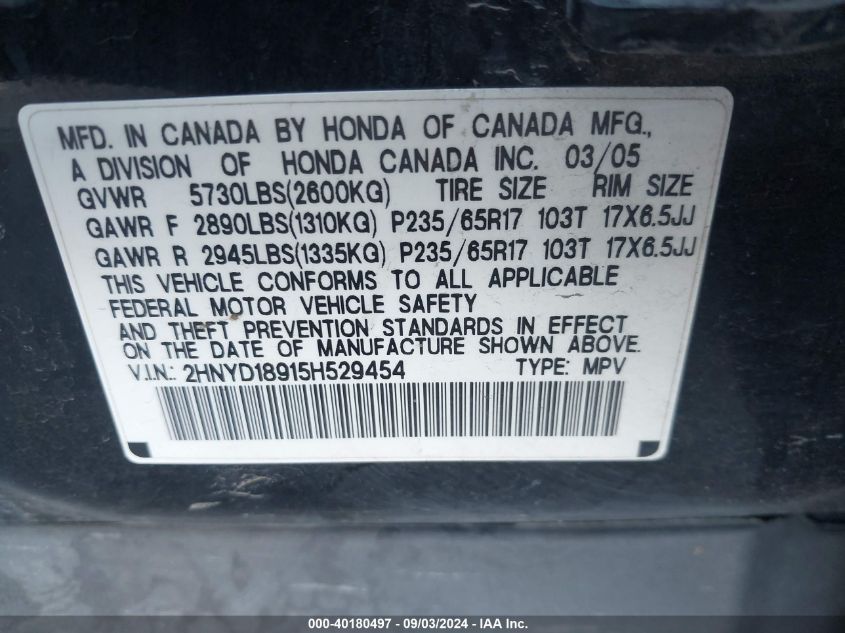 MFD. IN CANADA BY HONDA OF CANADA MFG.,
A DIVISION OF HONDA CANADA INC. 03/05
GVWR 5730LBS(2600KG) TIRE SIZE RIM SIZE
GAWR F 2890LBS(1310KG) P235/65R17 103T 17X6.5JJ
GAWR R 2945LBS(1335KG) P235/65R17 103T 17X6.5JJ
THIS VEHICLE CONFORMS TO ALL APPLICABLE
FEDERAL MOTOR VEHICLE SAFETY
AND THEFT PREVENTION STANDARDS IN EFFECT
ON THE DATE OF MANUFACTURE SHOWN ABOVE.
V.I.N.: 2HNYD18915H529454 TYPE: MPV
000-40180497 - 09/03/2024 - IAA Inc.